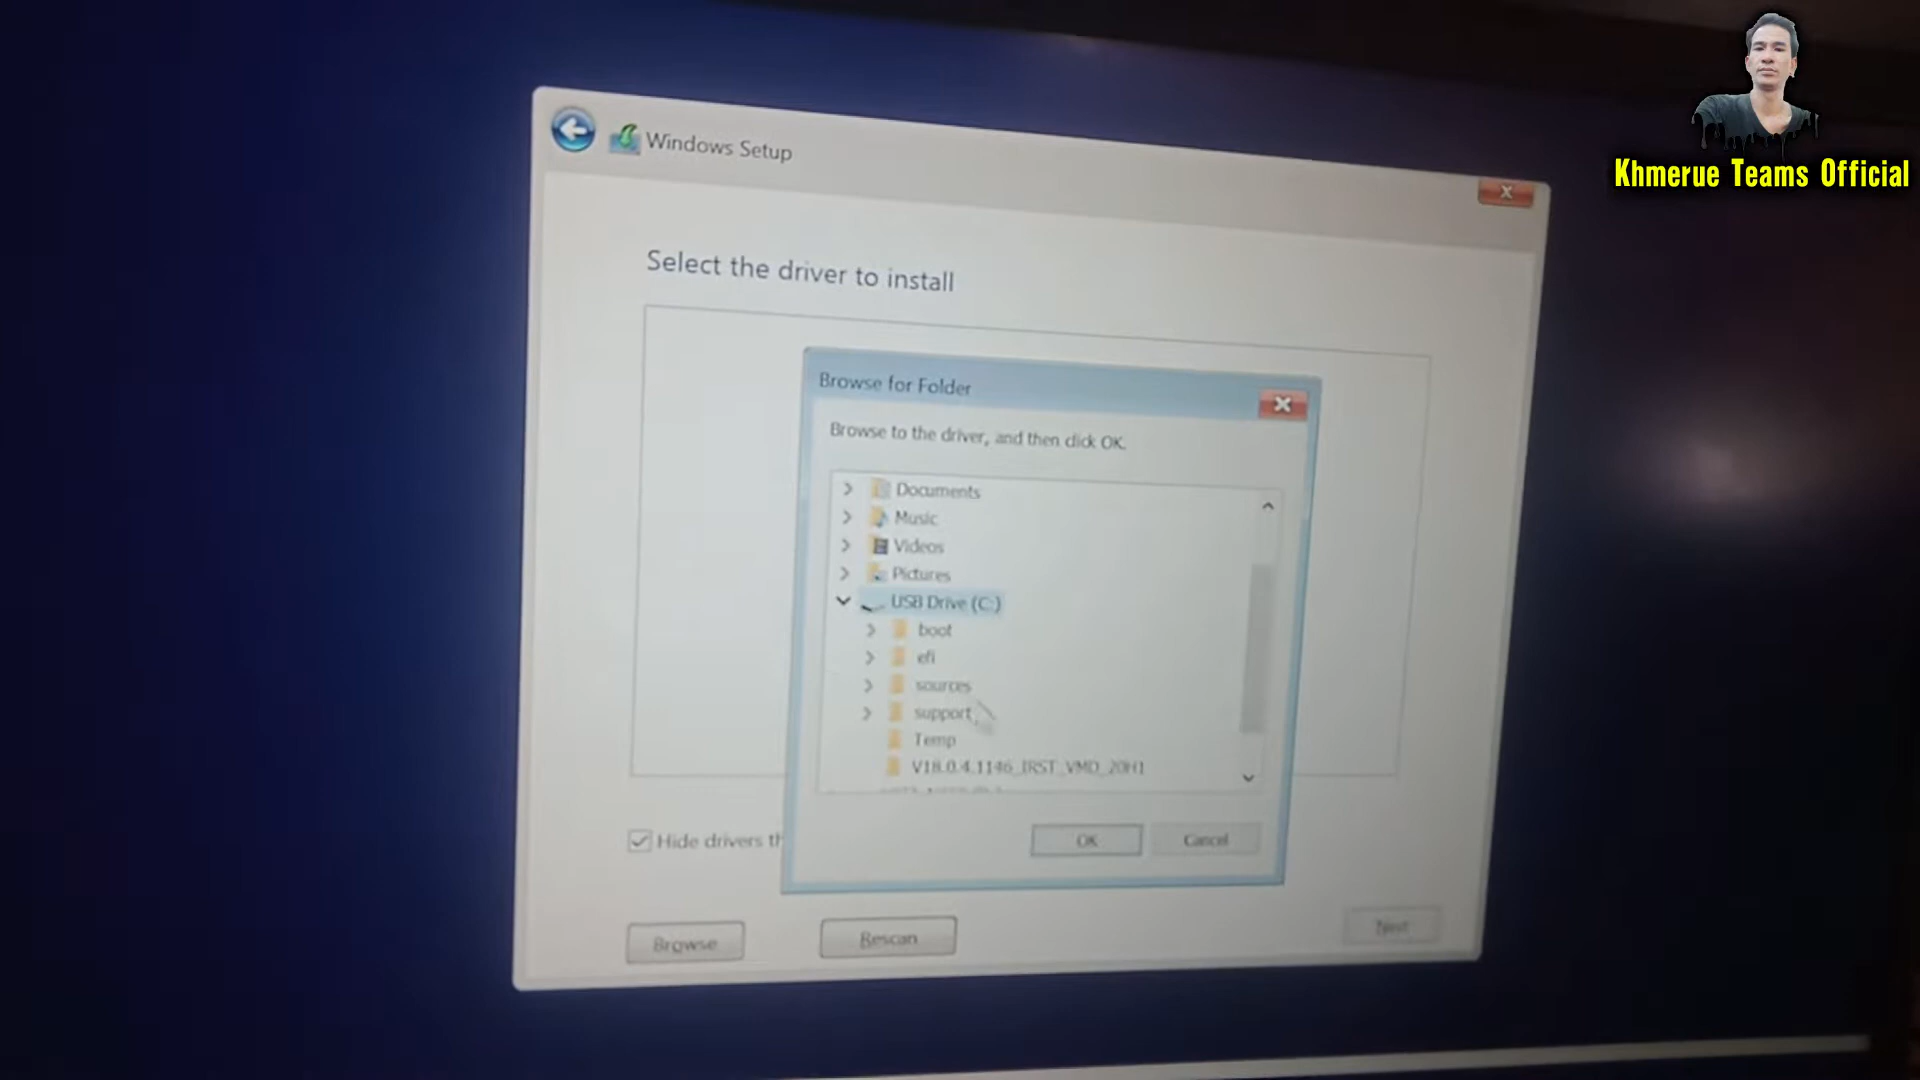 Khmerue Teams Official
Windows Setup
Select the driver to install
Browse for Folder
Browse to the driver, and then click OK.
Documents
Music
Videos
Pictures
USB Drive (C:)
boot
efi
sources
support
Temp
V18.0.4.1146_IRST_VMD_20H1
OK
Cancel
Hide drivers th
Browse
Rescan
Next